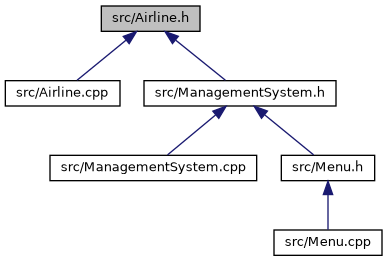 src/Airline.h
src/Airline.cpp
src/ManagementSystem.h
src/ManagementSystem.cpp
src/Menu.h
src/Menu.cpp